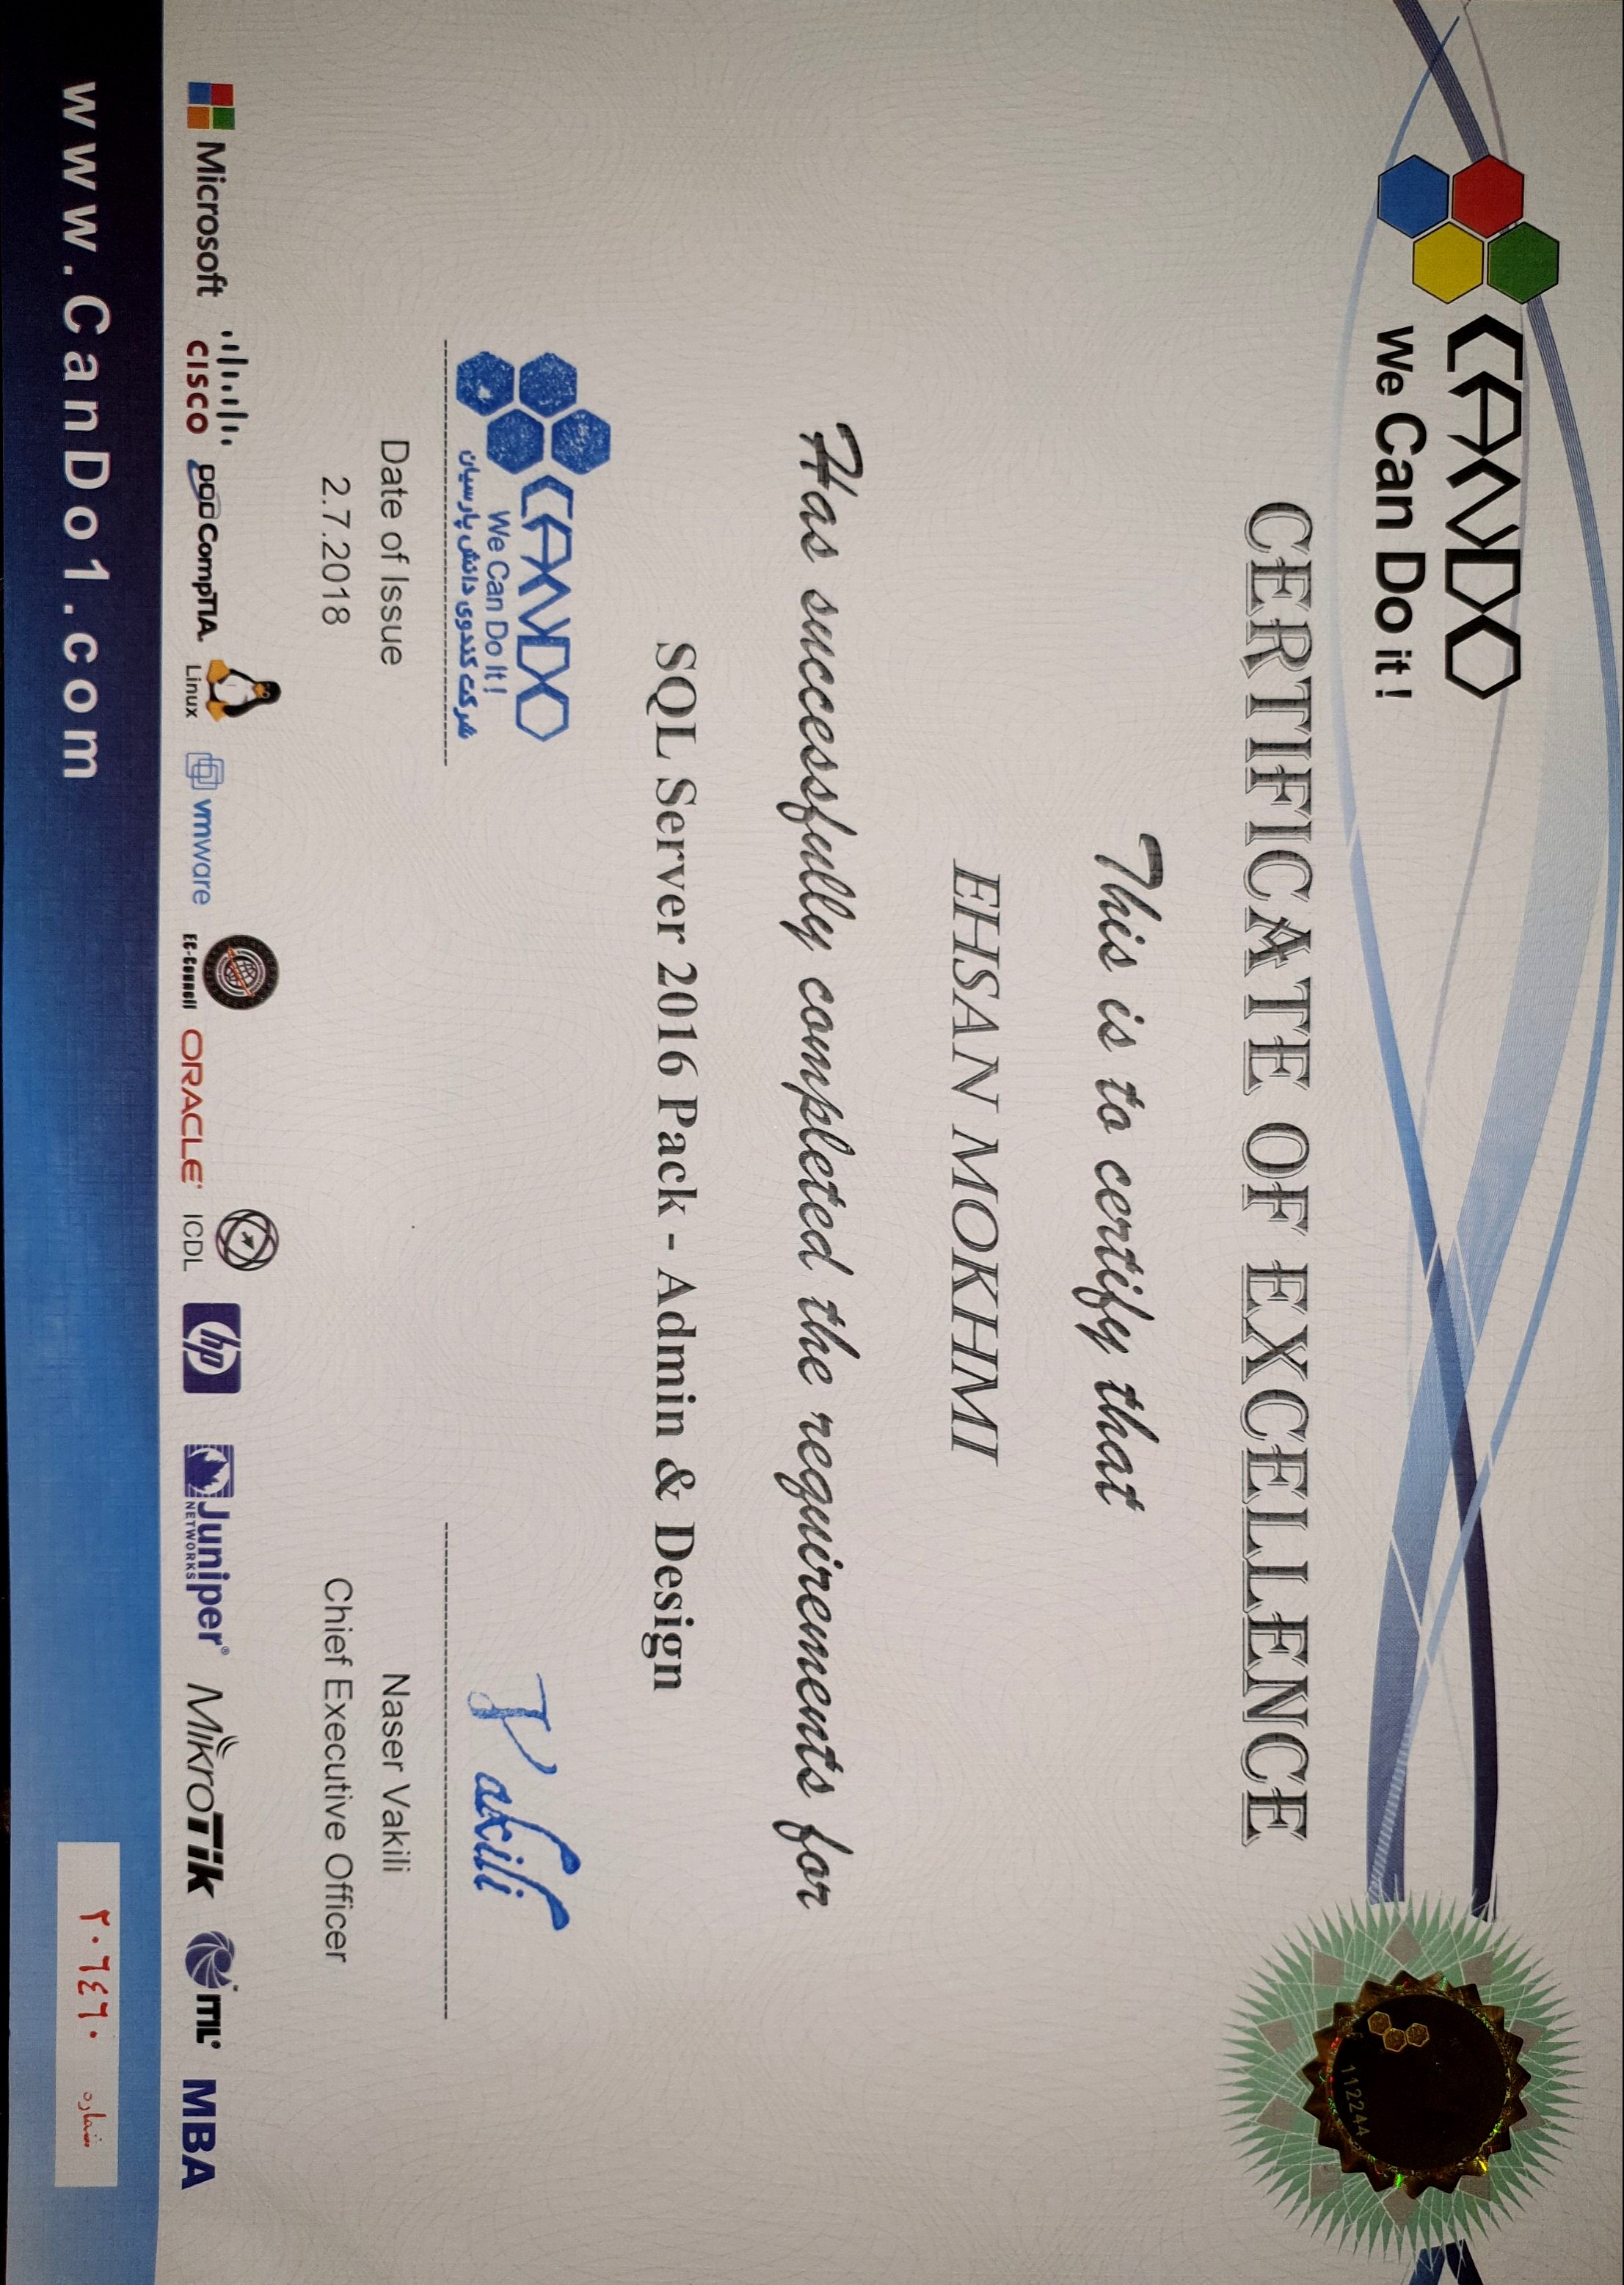 CANDO
We Can Do it !
112244
CERTIFICATE OF EXCELLENCE
This is to certify that
EHSAN MOKHMI
Has successfully completed the requirements for
SQL Server 2016 Pack - Admin & Design
CANDO
We Can Do It !
شرکت کندوی دانش پارسیان
Vakili
Date of Issue
2.7.2018
Naser Vakili
Chief Executive Officer
Microsoft
CISCO
CompTIA.
Linux
vmware
EC-Council
ORACLE
ICDL
hp
Juniper
NETWORKS
MikroTik
ITIL
MBA
www.CanDo1.com
شماره ٢٠٦٤٦٠